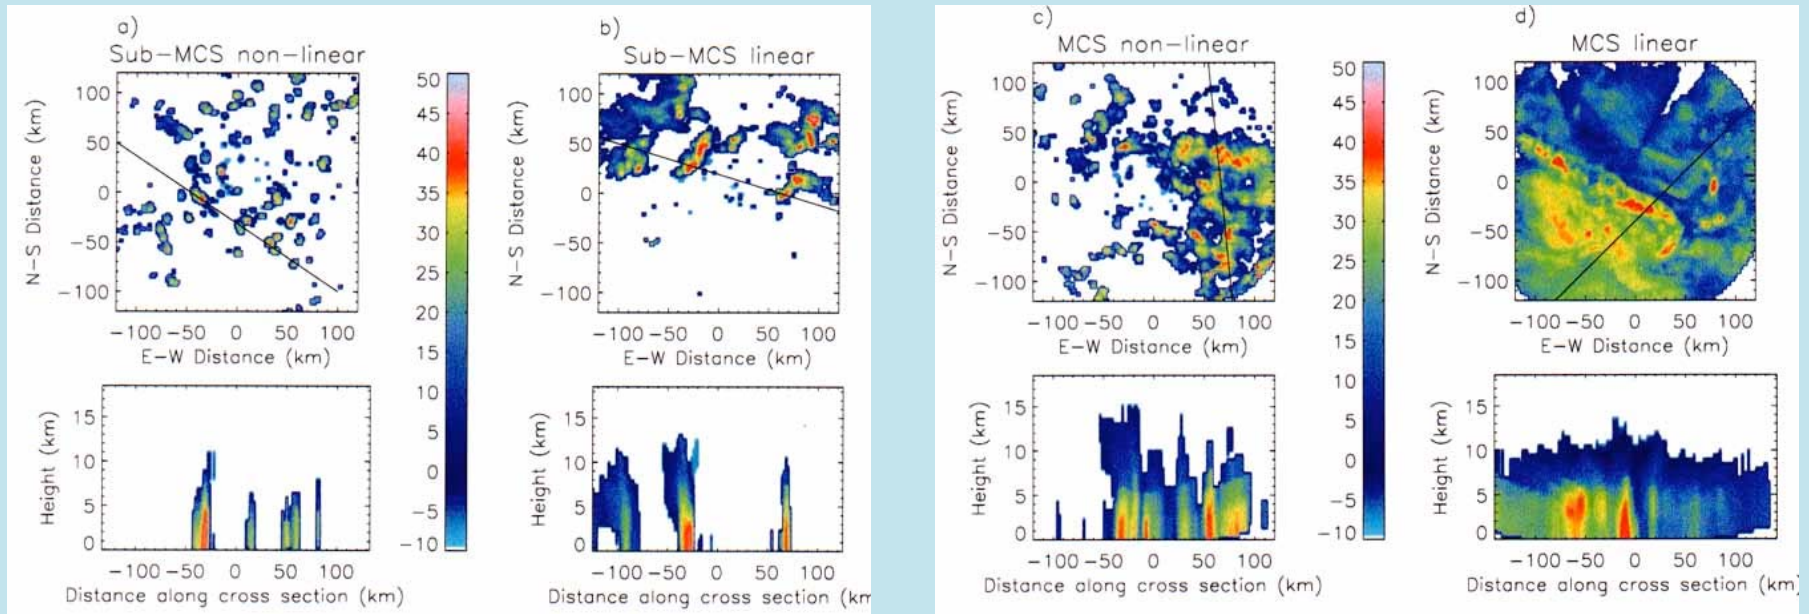 a)
Sub-MCS non-linear
N-S Distance (km)
100
50
0
-50
-100
-100 -50 0 50 100
E-W Distance (km)
Height (km)
15
10
5
0
-100 -50 0 50 100
Distance along cross section (km)
50
45
40
35
30
25
20
15
10
5
0
-5
-10
b)
Sub-MCS linear
N-S Distance (km)
100
50
0
-50
-100
-100 -50 0 50 100
E-W Distance (km)
Height (km)
15
10
5
0
-100 -50 0 50 100
Distance along cross section (km
c)
MCS non-linear
N-S Distance (km)
100
50
0
-50
-100
-100 -50 0 50 100
E-W Distance (km)
Height (km)
15
10
5
0
-100 -50 0 50 100
Distance along cross section (km)
50
45
40
35
30
25
20
15
10
5
0
-5
-10
d)
MCS linear
N-S Distance (km)
100
50
0
-50
-100
-100 -50 0 50 100
E-W Distance (km)
Height (km)
15
10
5
0
-100 -50 0 50 100
Distance along cross section (km)